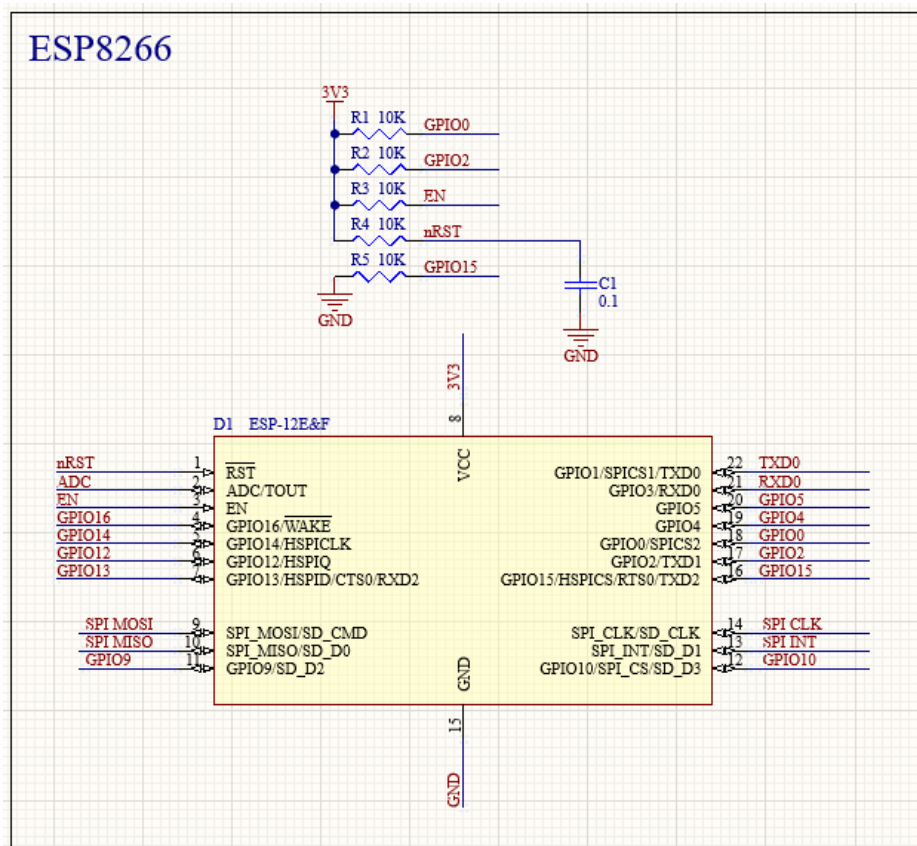 ESP8266
3V3
R1 10K GPIO0
R2 10K GPIO2
R3 10K EN
R4 10K nRST
R5 10K GPIO15
C1
0.1
GND
GND
3V3
8
D1 ESP-12E&F
VCC
nRST 1 RST
ADC 2 ADC/TOUT
EN 3 EN
GPIO16 4 GPIO16/WAKE
GPIO14 5 GPIO14/HSPICLK
GPIO12 6 GPIO12/HSPIQ
GPIO13 7 GPIO13/HSPID/CTS0/RXD2
GPIO1/SPICS1/TXD0 22 TXD0
GPIO3/RXD0 21 RXD0
GPIO5 20 GPIO5
GPIO4 19 GPIO4
GPIO0/SPICS2 18 GPIO0
GPIO2/TXD1 17 GPIO2
GPIO15/HSPICS/RTS0/TXD2 16 GPIO15
SPI MOSI 9 SPI_MOSI/SD_CMD
SPI MISO 10 SPI_MISO/SD_D0
GPIO9 11 GPIO9/SD_D2
SPI_CLK/SD_CLK 14 SPI CLK
SPI_INT/SD_D1 13 SPI INT
GPIO10/SPI_CS/SD_D3 12 GPIO10
GND
15
GND